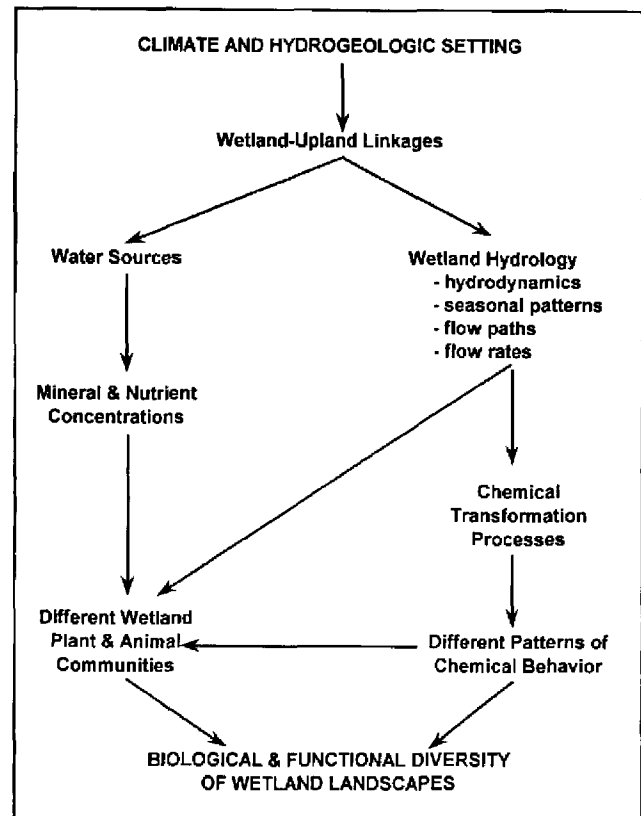 CLIMATE AND HYDROGEOLOGIC SETTING
Wetland-Upland Linkages
Water Sources
Wetland Hydrology
- hydrodynamics
- seasonal patterns
- flow paths
- flow rates
Mineral & Nutrient
Concentrations
Chemical
Transformation
Processes
Different Wetland
Plant & Animal
Communities
Different Patterns of
Chemical Behavior
BIOLOGICAL & FUNCTIONAL DIVERSITY
OF WETLAND LANDSCAPES